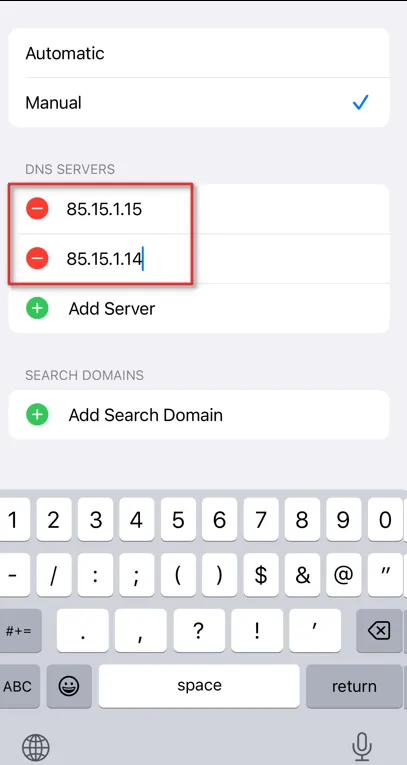 Automatic
Manual
DNS SERVERS
85.15.1.15
85.15.1.14
Add Server
SEARCH DOMAINS
Add Search Domain
1 2 3 4 5 6 7 8 9 0
- / : ; ( ) $ & @ ”
#+= . , ? ! ’
ABC space return